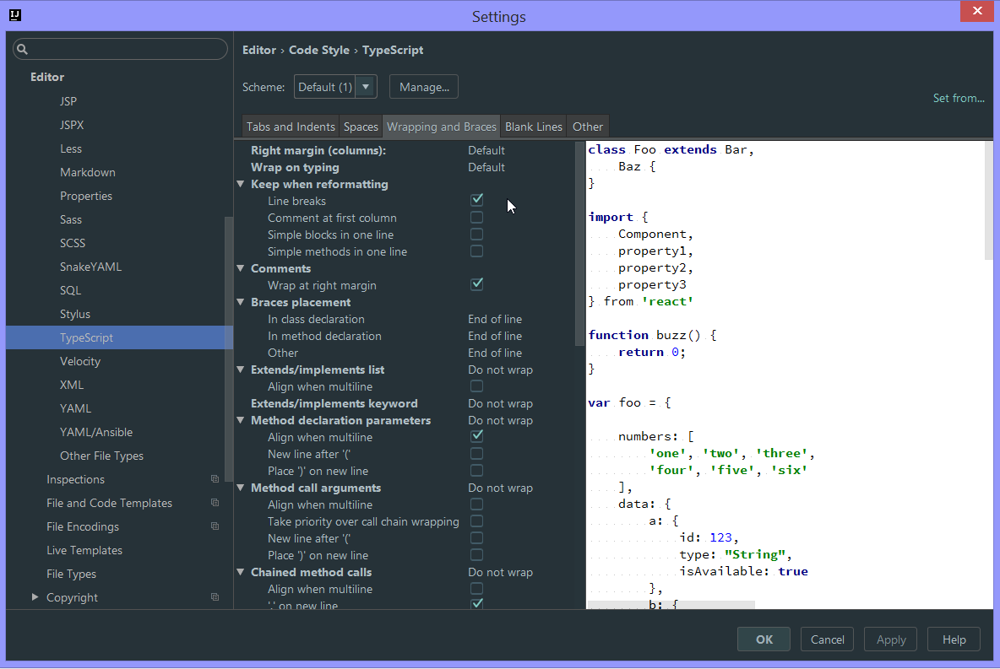 IJ
Settings
Editor › Code Style › TypeScript
Scheme: Default (1) Manage...
Set from...
Editor
JSP
JSPX
Less
Markdown
Properties
Sass
SCSS
SnakeYAML
SQL
Stylus
TypeScript
Velocity
XML
YAML
YAML/Ansible
Other File Types
Inspections
File and Code Templates
File Encodings
Live Templates
File Types
Copyright
Tabs and Indents Spaces Wrapping and Braces Blank Lines Other
Right margin (columns): Default
Wrap on typing Default
Keep when reformatting
Line breaks
Comment at first column
Simple blocks in one line
Simple methods in one line
Comments
Wrap at right margin
Braces placement
In class declaration End of line
In method declaration End of line
Other End of line
Extends/implements list Do not wrap
Align when multiline
Extends/implements keyword Do not wrap
Method declaration parameters Do not wrap
Align when multiline
New line after '('
Place ')' on new line
Method call arguments Do not wrap
Align when multiline
Take priority over call chain wrapping
New line after '('
Place ')' on new line
Chained method calls Do not wrap
Align when multiline
'.' on new line
class Foo extends Bar,
    Baz {
}
import {
    Component,
    property1,
    property2,
    property3
} from 'react'
function buzz() {
    return 0;
}
var foo = {
    numbers: [
        'one', 'two', 'three',
        'four', 'five', 'six'
    ],
    data: {
        a: {
            id: 123,
            type: "String",
            isAvailable: true
        },
        b: {
OK Cancel Apply Help